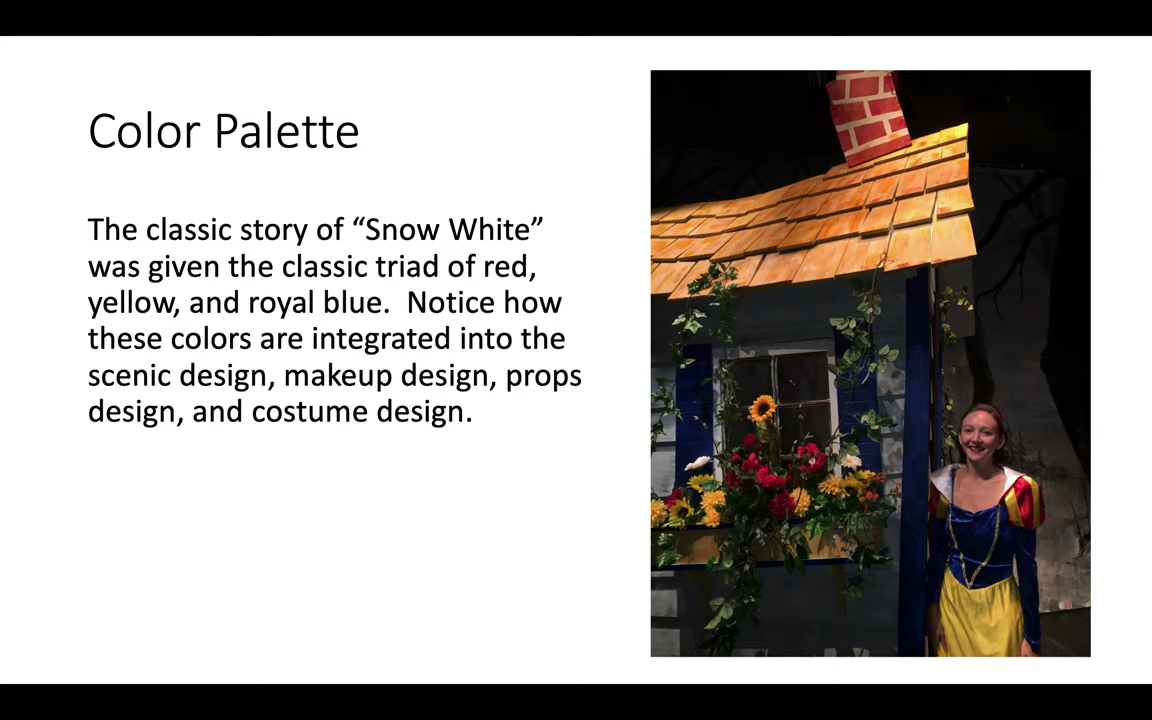 Color Palette
The classic story of “Snow White”
was given the classic triad of red,
yellow, and royal blue.  Notice how
these colors are integrated into the
scenic design, makeup design, props
design, and costume design.